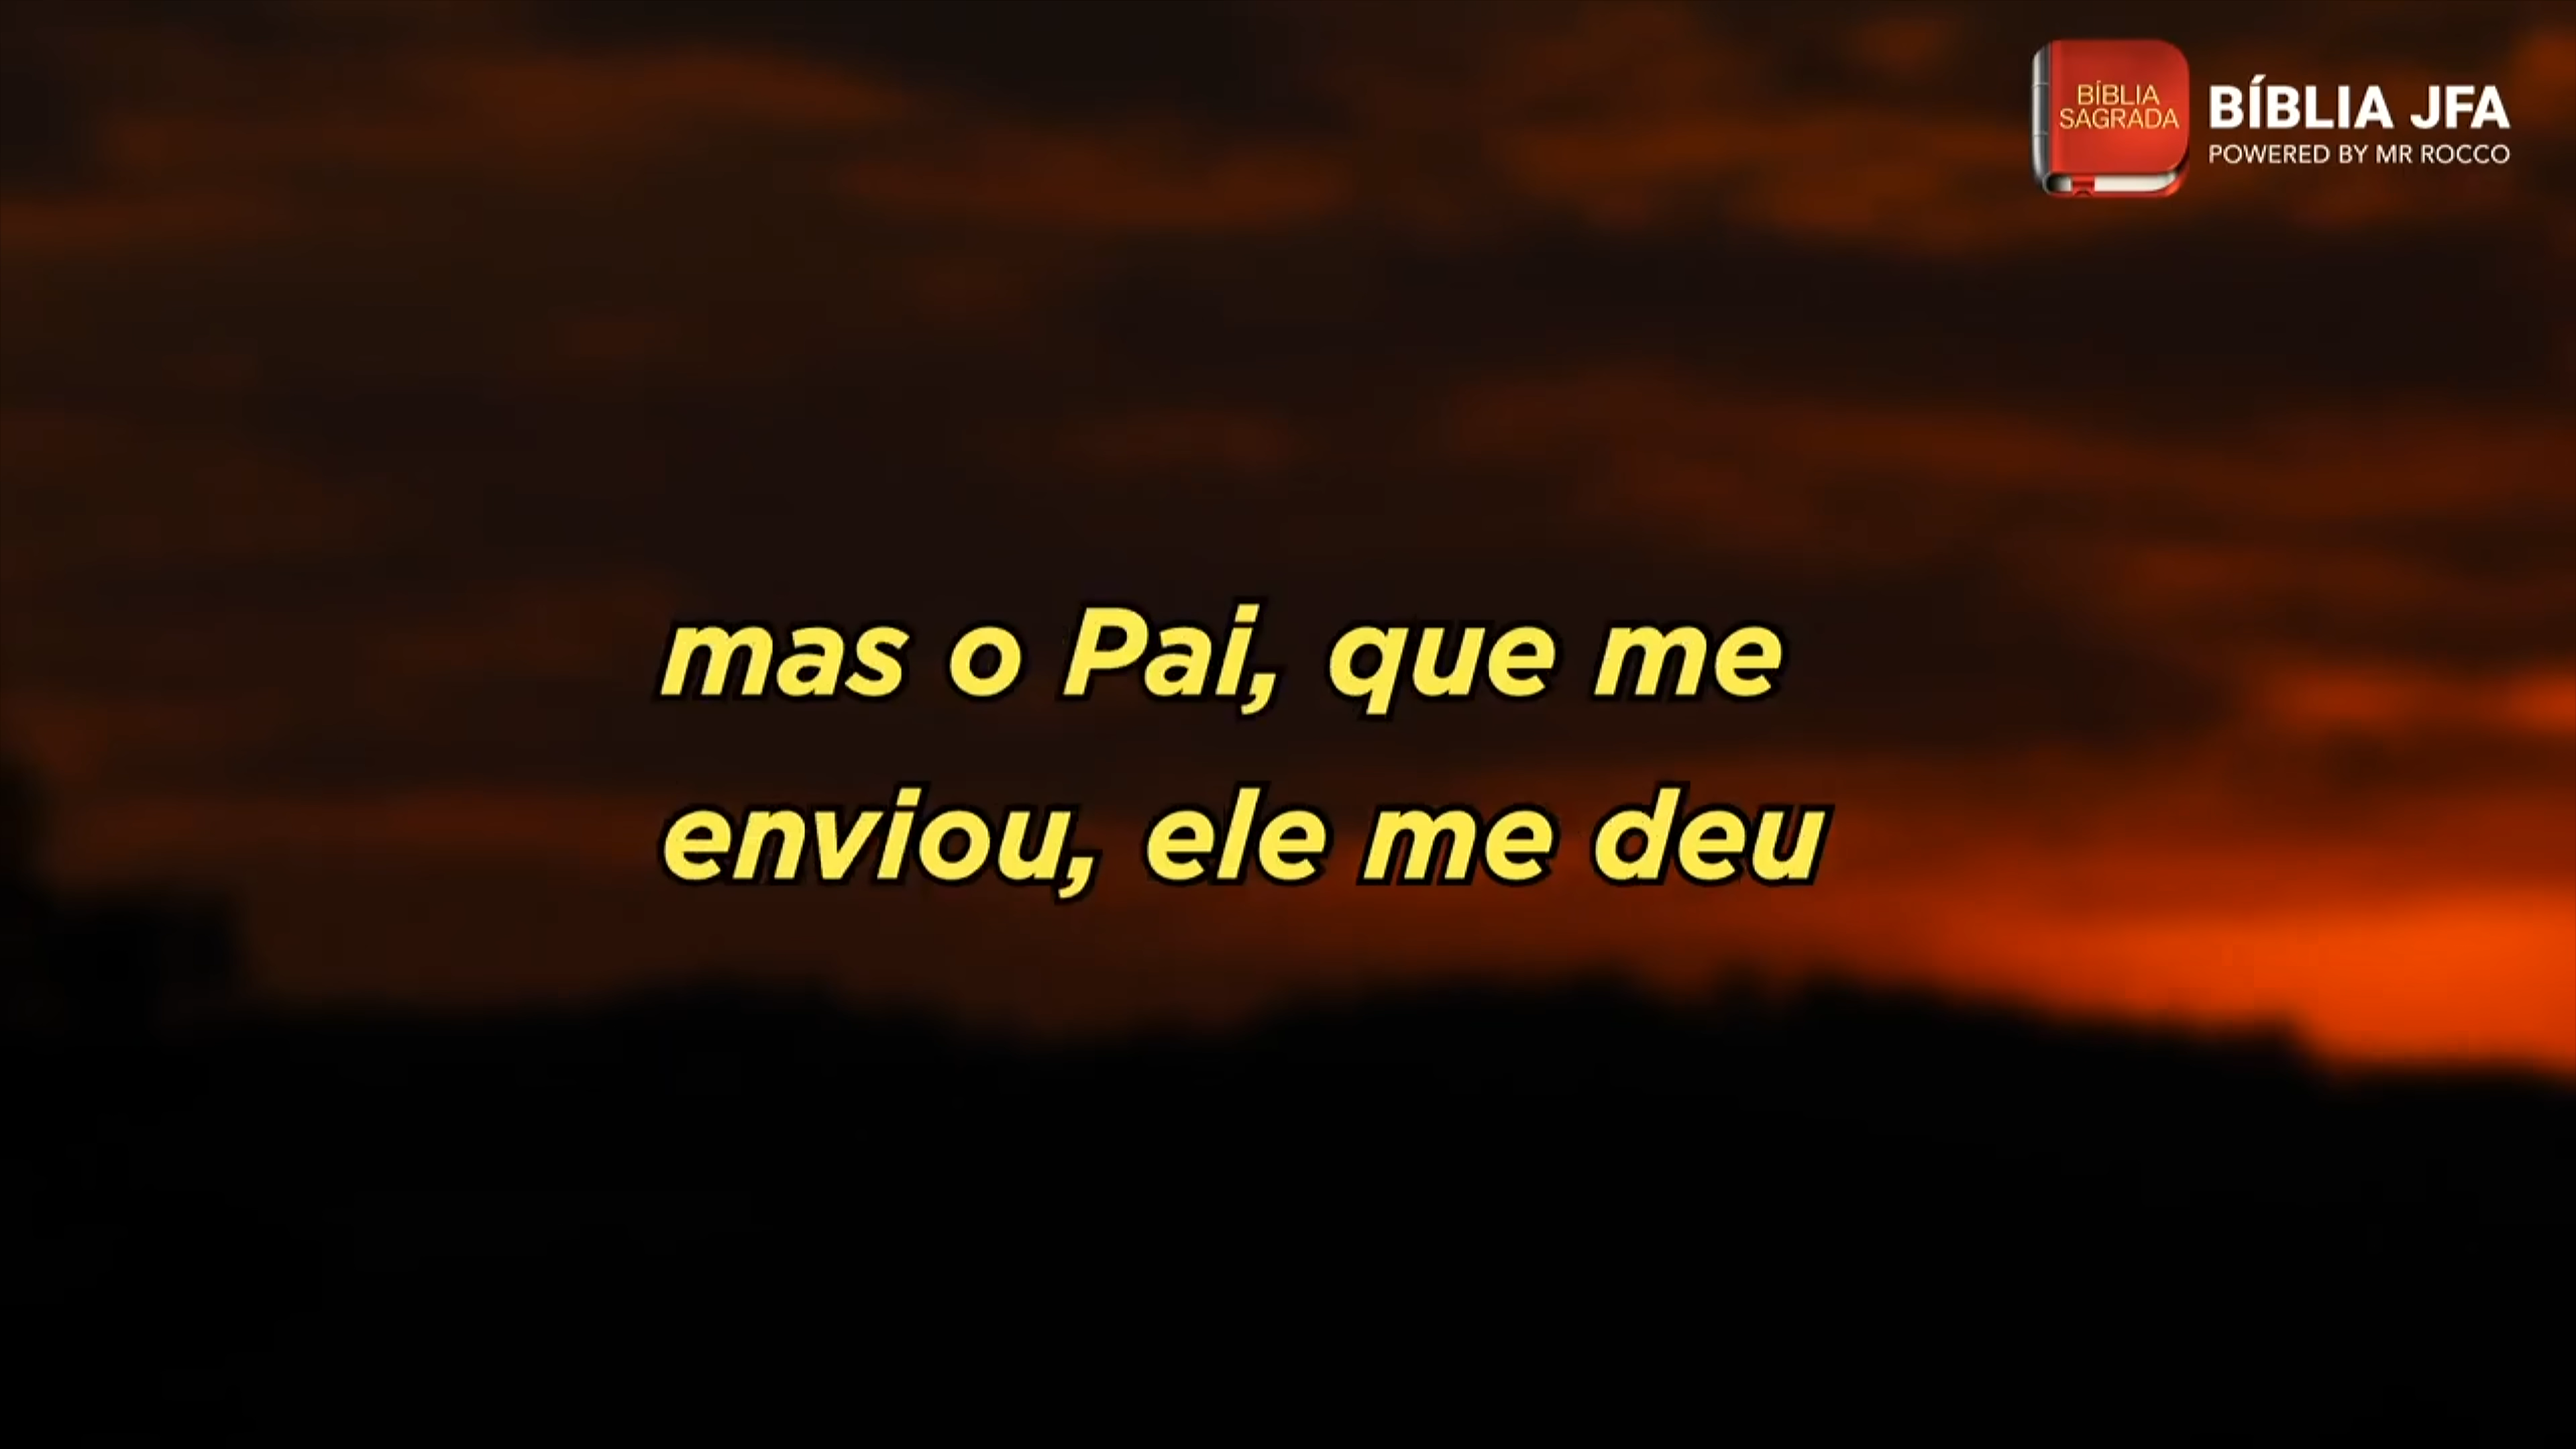 BÍBLIA
SAGRADA
BÍBLIA JFA
POWERED BY MR ROCCO
mas o Pai, que me
enviou, ele me deu